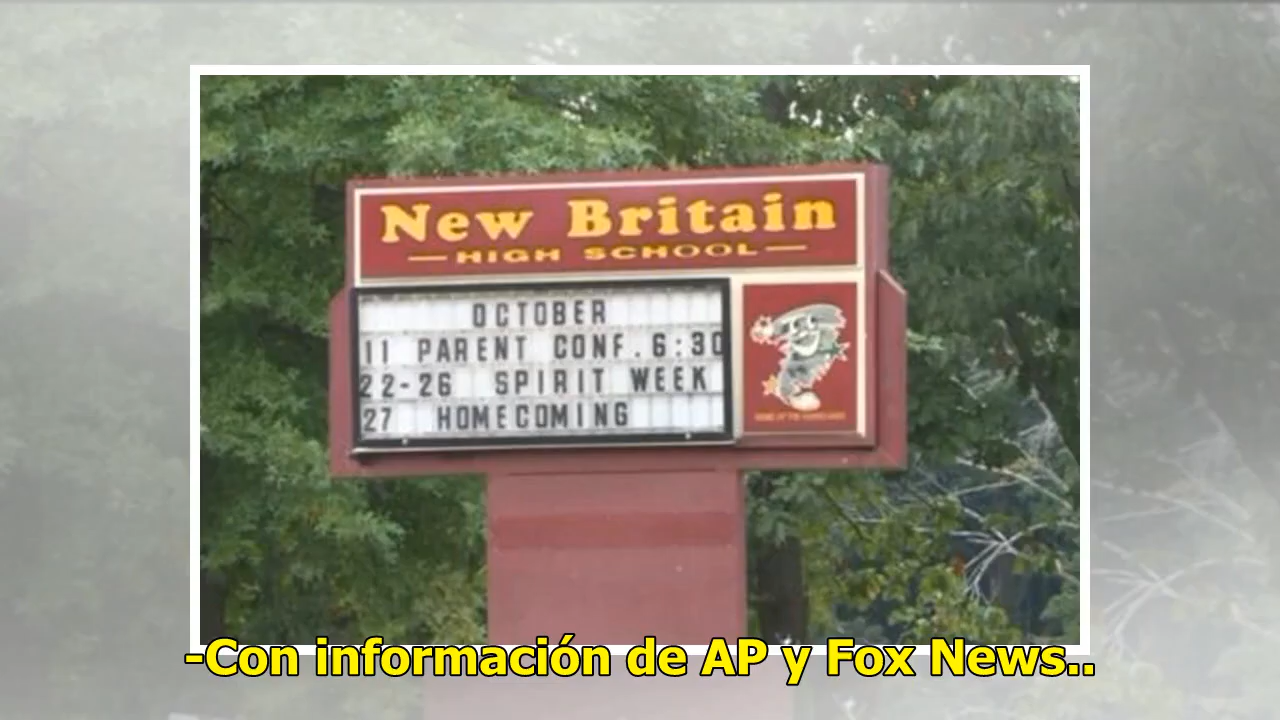 New Britain
HIGH SCHOOL
OCTOBER
11 PARENT CONF. 6:30
22-26 SPIRIT WEEK
27 HOMECOMING
-Con información de AP y Fox News..